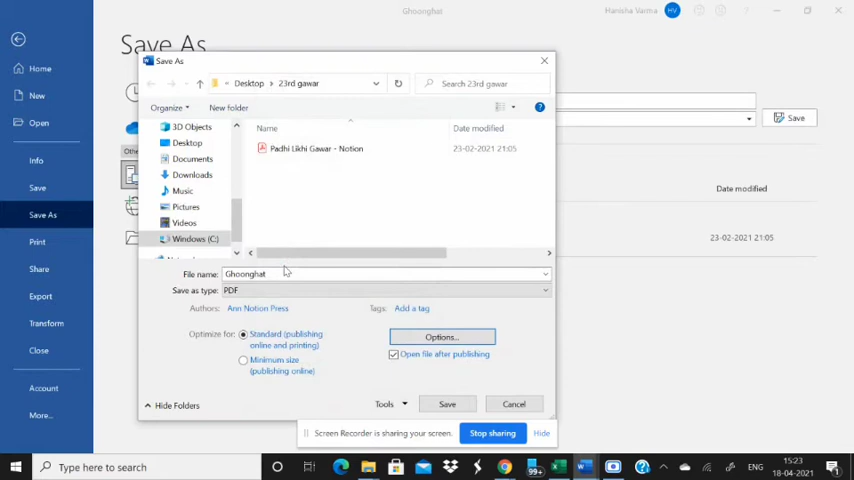 Ghoonghat
Hanisha Varma HV ?
Save As
Home
New
Open
Info
Save
Save As
Print
Share
Export
Transform
Close
Account
More...
Othe
Save
Date modified
23-02-2021 21:05
Save As
« Desktop > 23rd gawar
Search 23rd gawar
Organize
New folder
?
Name
Date modified
3D Objects
Desktop
Documents
Downloads
Music
Pictures
Videos
Windows (C:)
Padhi Likhi Gawar - Notion
23-02-2021 21:05
File name: Ghoonghat
Save as type: PDF
Authors: Ann Notion Press
Tags: Add a tag
Optimize for:
Standard (publishing
online and printing)
Minimum size
(publishing online)
Options...
Open file after publishing
Hide Folders
Tools
Save
Cancel
Screen Recorder is sharing your screen.
Stop sharing
Hide
Type here to search
99+
ENG
15:23
18-04-2021
1